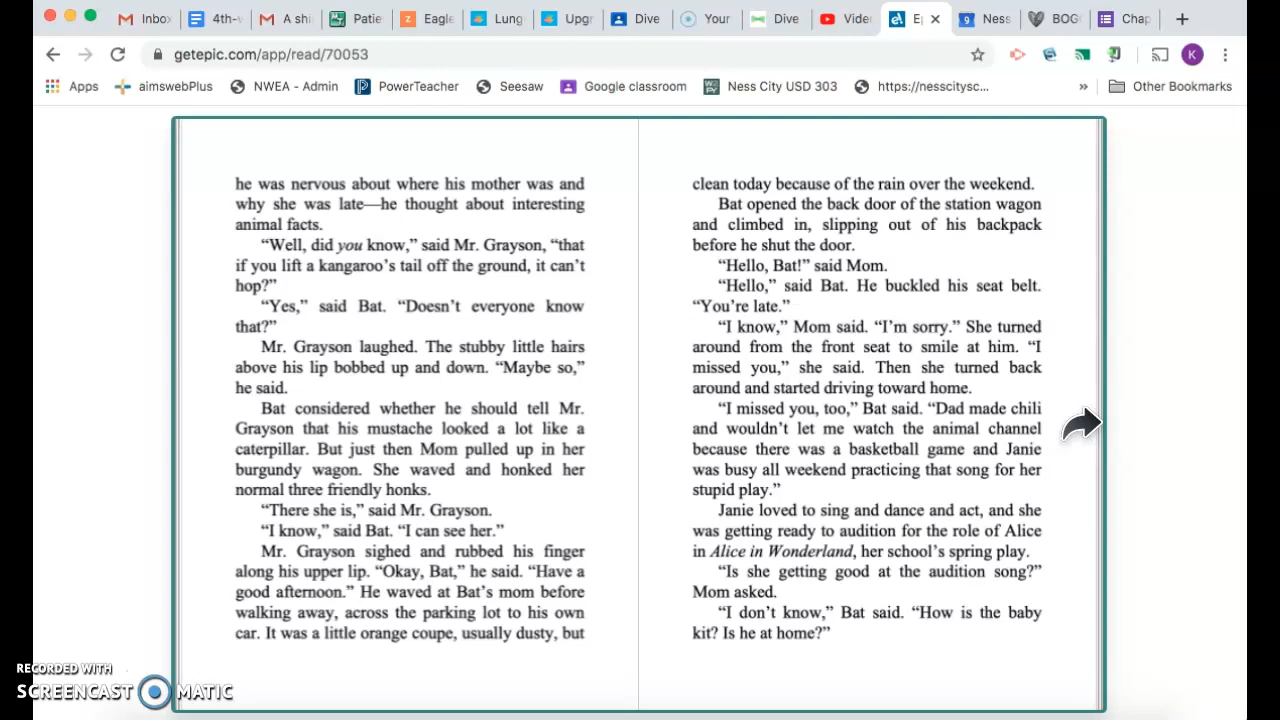 Inbox
4th-
A shi
Patie
Eagle
Lung
Upgr
Dive
Your
Dive
Vide
Ep
Ness
BOG
Chap
getepic.com/app/read/70053
K
Apps
aimswebPlus
NWEA - Admin
PowerTeacher
Seesaw
Google classroom
Ness City USD 303
https://nesscitysc...
»
Other Bookmarks
he was nervous about where his mother was and
why she was late—he thought about interesting
animal facts.
“Well, did you know,” said Mr. Grayson, “that
if you lift a kangaroo’s tail off the ground, it can’t
hop?”
“Yes,” said Bat. “Doesn’t everyone know
that?”
Mr. Grayson laughed. The stubby little hairs
above his lip bobbed up and down. “Maybe so,”
he said.
Bat considered whether he should tell Mr.
Grayson that his mustache looked a lot like a
caterpillar. But just then Mom pulled up in her
burgundy wagon. She waved and honked her
normal three friendly honks.
“There she is,” said Mr. Grayson.
“I know,” said Bat. “I can see her.”
Mr. Grayson sighed and rubbed his finger
along his upper lip. “Okay, Bat,” he said. “Have a
good afternoon.” He waved at Bat’s mom before
walking away, across the parking lot to his own
car. It was a little orange coupe, usually dusty, but
clean today because of the rain over the weekend.
Bat opened the back door of the station wagon
and climbed in, slipping out of his backpack
before he shut the door.
“Hello, Bat!” said Mom.
“Hello,” said Bat. He buckled his seat belt.
“You’re late.”
“I know,” Mom said. “I’m sorry.” She turned
around from the front seat to smile at him. “I
missed you,” she said. Then she turned back
around and started driving toward home.
“I missed you, too,” Bat said. “Dad made chili
and wouldn’t let me watch the animal channel
because there was a basketball game and Janie
was busy all weekend practicing that song for her
stupid play.”
Janie loved to sing and dance and act, and she
was getting ready to audition for the role of Alice
in Alice in Wonderland, her school’s spring play.
“Is she getting good at the audition song?”
Mom asked.
“I don’t know,” Bat said. “How is the baby
kit? Is he at home?”
RECORDED WITH
SCREENCAST MATIC